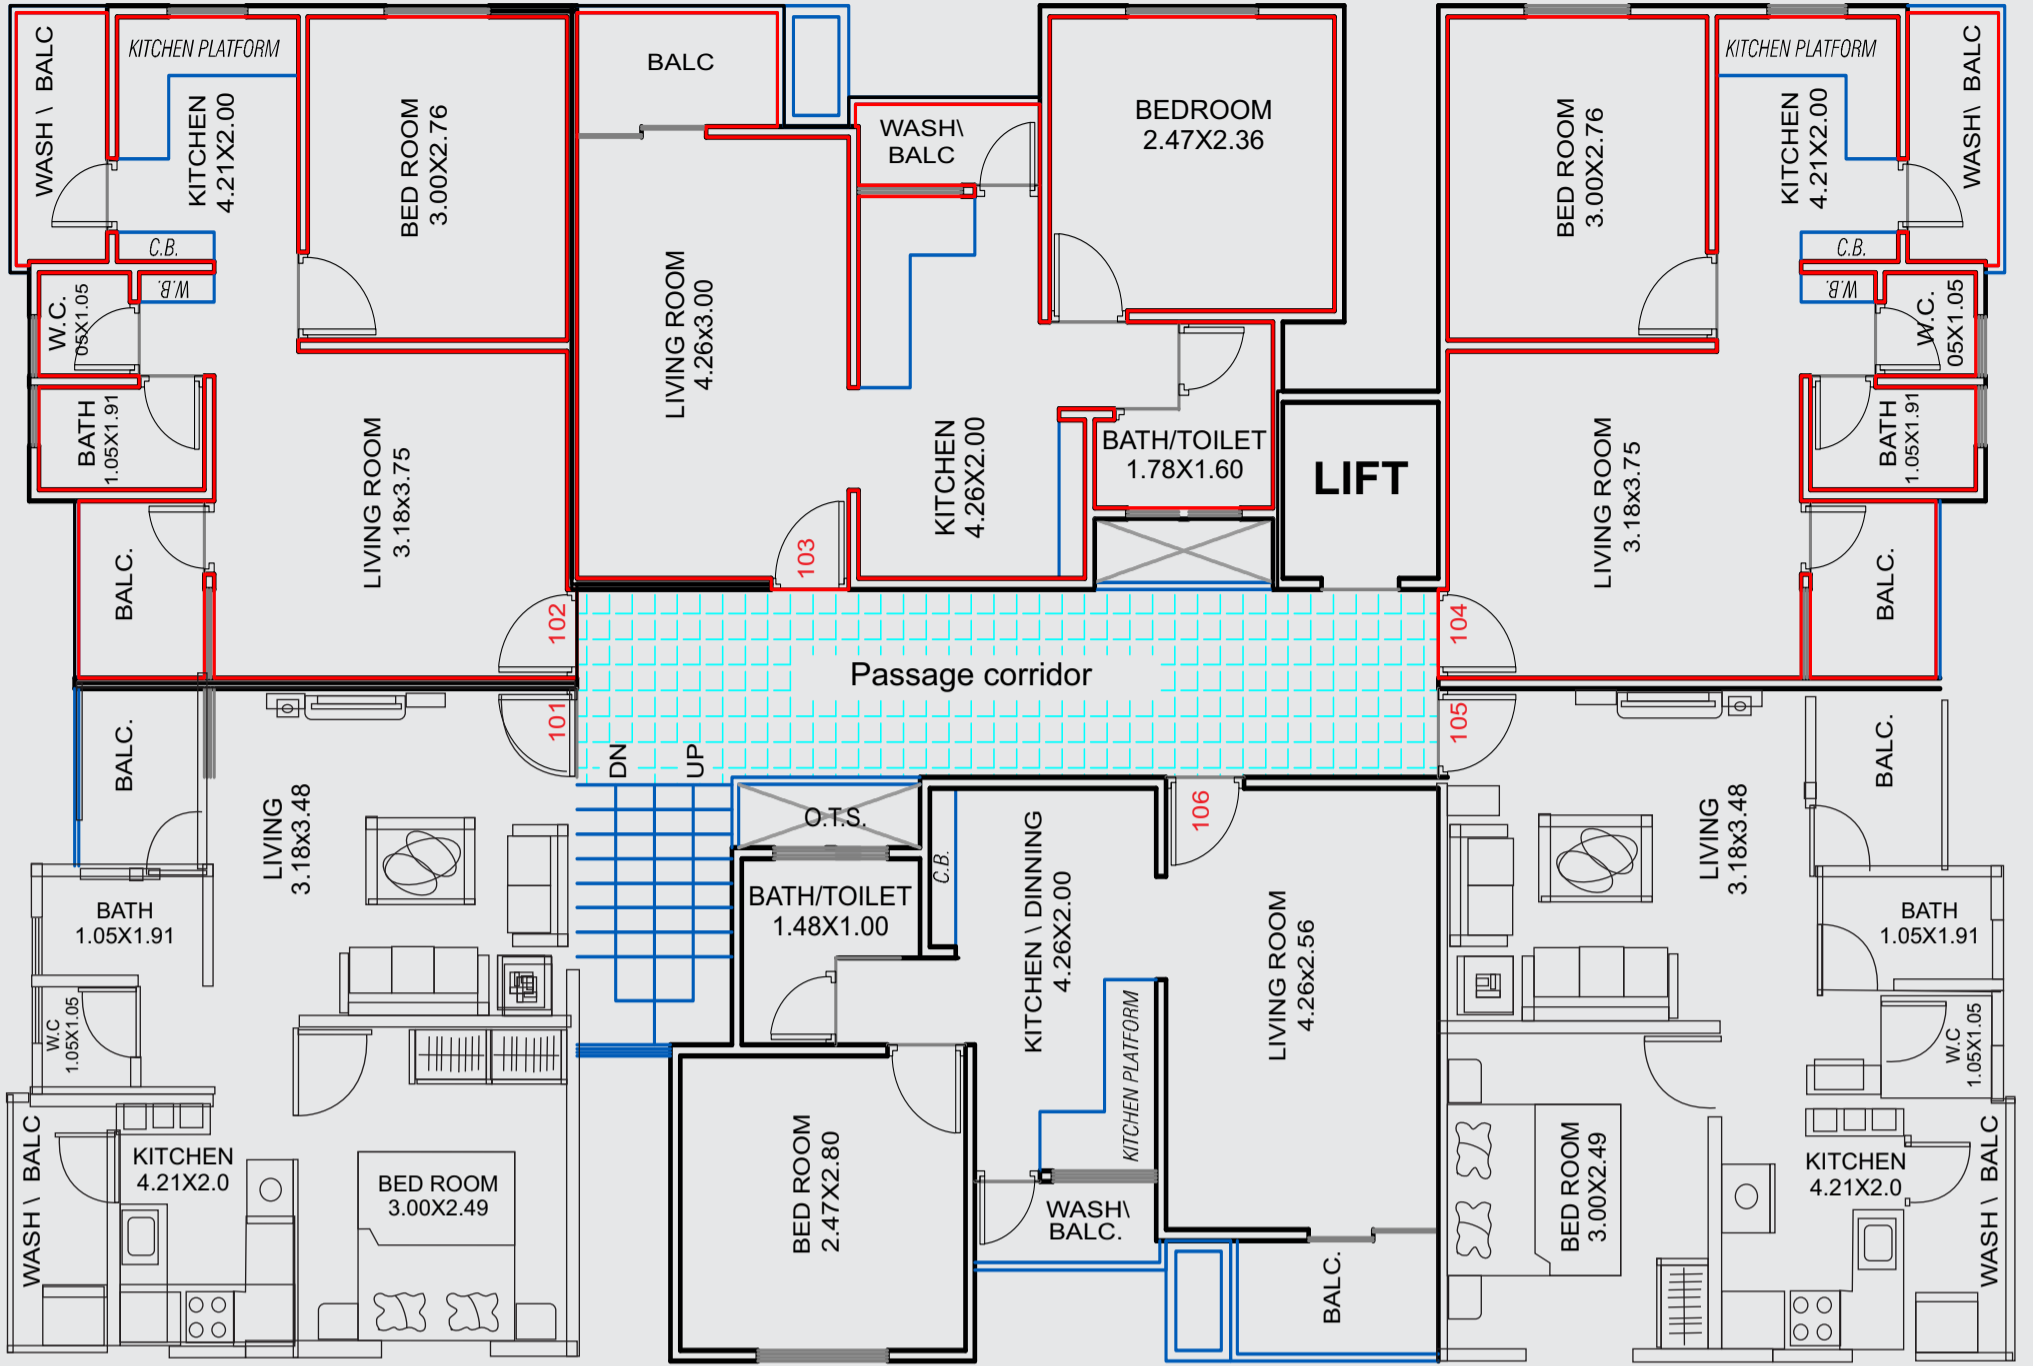 WASH \ BALC
KITCHEN PLATFORM
KITCHEN
4.21X2.00
BED ROOM
3.00X2.76
C.B.
W.B.
W.C.
05X1.05
BATH
1.05X1.91
LIVING ROOM
3.18x3.75
BALC.
102
BALC
WASH\
BALC
BEDROOM
2.47X2.36
LIVING ROOM
4.26x3.00
KITCHEN
4.26X2.00
BATH/TOILET
1.78X1.60
LIFT
103
BED ROOM
3.00X2.76
KITCHEN PLATFORM
KITCHEN
4.21X2.00
WASH \ BALC
C.B.
W.B.
W.C.
05X1.05
BATH
1.05X1.91
LIVING ROOM
3.18x3.75
BALC.
104
Passage corridor
101
BALC.
LIVING
3.18x3.48
BATH
1.05X1.91
W.C
1.05X1.05
WASH \ BALC
KITCHEN
4.21X2.0
BED ROOM
3.00X2.49
DN
UP
O.T.S.
BATH/TOILET
1.48X1.00
C.B.
KITCHEN \ DINNING
4.26X2.00
106
LIVING ROOM
4.26x2.56
KITCHEN PLATFORM
BED ROOM
2.47X2.80
WASH\
BALC.
BALC.
105
LIVING
3.18x3.48
BALC.
BATH
1.05X1.91
W.C
1.05X1.05
BED ROOM
3.00X2.49
KITCHEN
4.21X2.0
WASH \ BALC